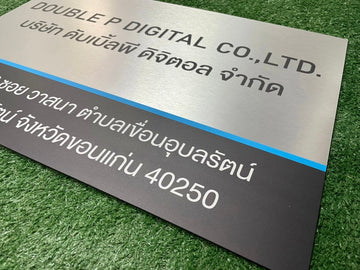 DOUBLE P DIGITAL CO.,LTD.
บริษัท ดับเบิ้ลพี ดิจิตอล จำกัด
ซอย วาสนา ตำบลเขื่อนอุบลรัตน์
จังหวัดขอนแก่น 40250